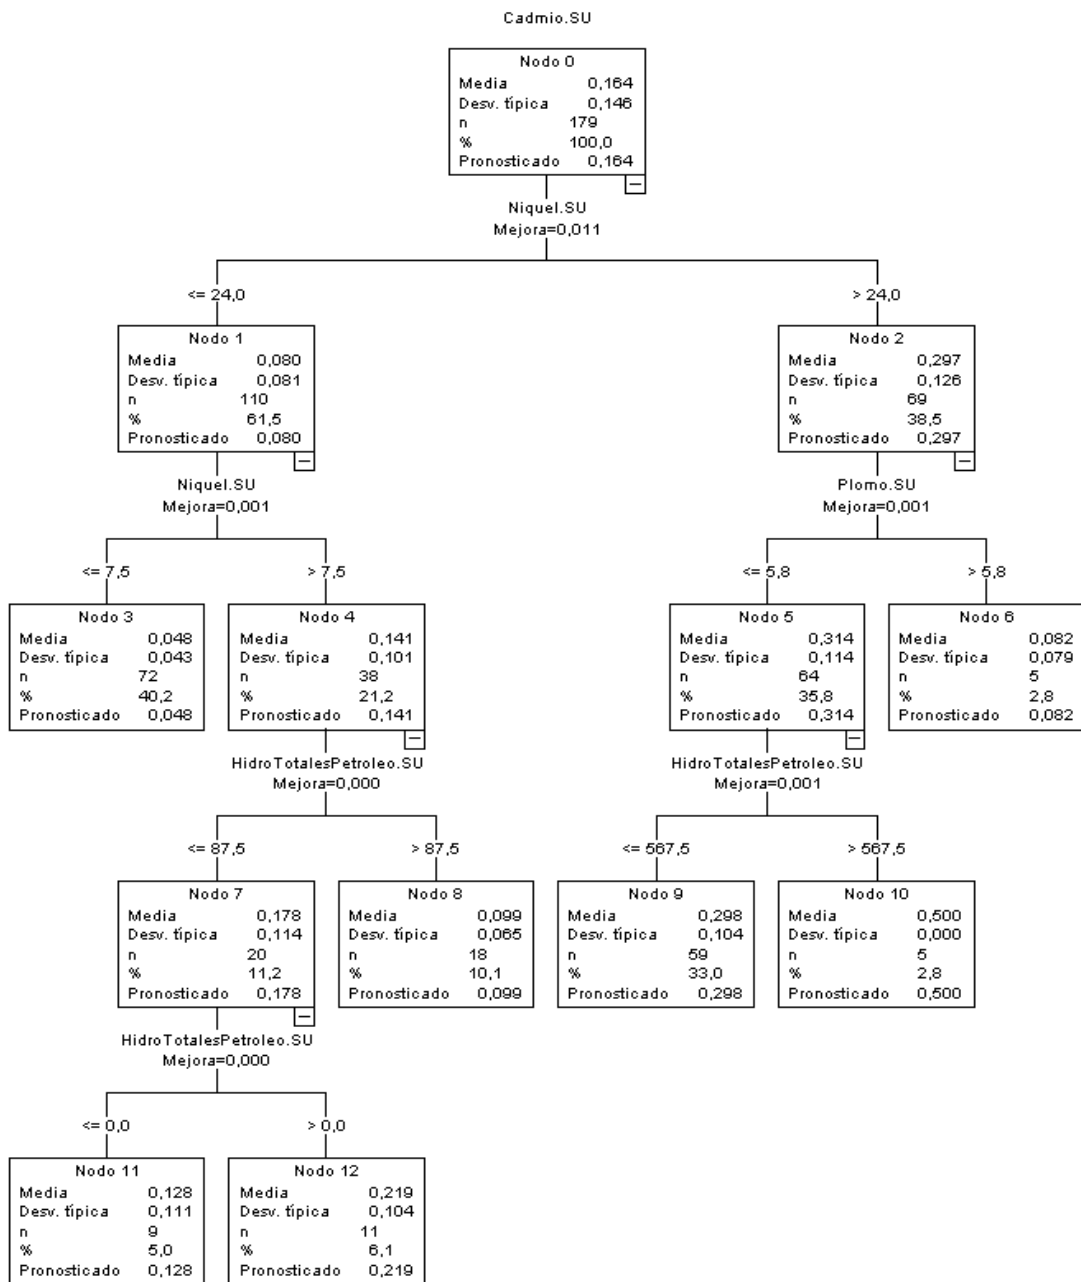 Cadmio.SU
Nodo 0
Media 0,164
Desv. típica 0,146
n 179
% 100,0
Pronosticado 0,164
Niquel.SU
Mejora=0,011
<= 24,0
> 24,0
Nodo 1
Media 0,080
Desv. típica 0,081
n 110
% 61,5
Pronosticado 0,080
Nodo 2
Media 0,297
Desv. típica 0,126
n 69
% 38,5
Pronosticado 0,297
Niquel.SU
Mejora=0,001
Plomo.SU
Mejora=0,001
<= 7,5
> 7,5
<= 5,8
> 5,8
Nodo 3
Media 0,048
Desv. típica 0,043
n 72
% 40,2
Pronosticado 0,048
Nodo 4
Media 0,141
Desv. típica 0,101
n 38
% 21,2
Pronosticado 0,141
Nodo 5
Media 0,314
Desv. típica 0,114
n 64
% 35,8
Pronosticado 0,314
Nodo 6
Media 0,082
Desv. típica 0,079
n 5
% 2,8
Pronosticado 0,082
HidroTotalesPetroleo.SU
Mejora=0,000
HidroTotalesPetroleo.SU
Mejora=0,001
<= 87,5
> 87,5
<= 567,5
> 567,5
Nodo 7
Media 0,178
Desv. típica 0,114
n 20
% 11,2
Pronosticado 0,178
Nodo 8
Media 0,099
Desv. típica 0,065
n 18
% 10,1
Pronosticado 0,099
Nodo 9
Media 0,298
Desv. típica 0,104
n 59
% 33,0
Pronosticado 0,298
Nodo 10
Media 0,500
Desv. típica 0,000
n 5
% 2,8
Pronosticado 0,500
HidroTotalesPetroleo.SU
Mejora=0,000
<= 0,0
> 0,0
Nodo 11
Media 0,128
Desv. típica 0,111
n 9
% 5,0
Pronosticado 0,128
Nodo 12
Media 0,219
Desv. típica 0,104
n 11
% 6,1
Pronosticado 0,219